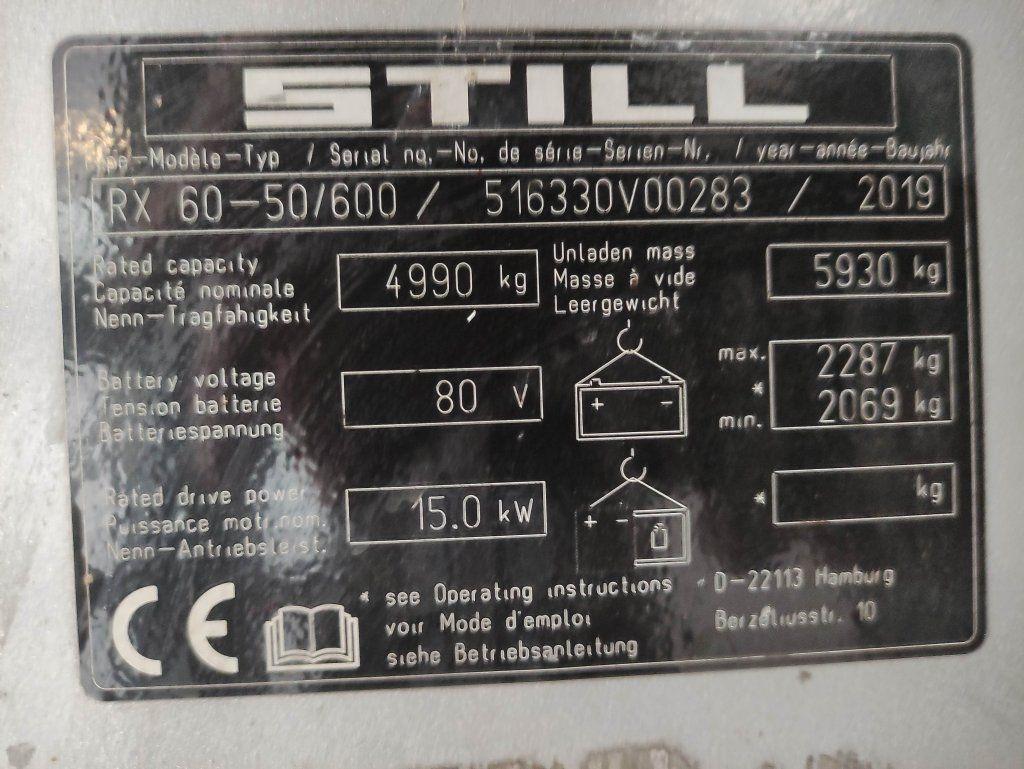 STILL
Type-Modèle-Typ / Serial no.-No. de série-Serien-Nr. / year-année-Baujahr
RX 60-50/600 / 516330V00283 / 2019
Rated capacity
Capacité nominale
Nenn-Tragfähigkeit
4990 kg
Unladen mass
Masse à vide
Leergewicht
5930 kg
Battery voltage
Tension batterie
Batteriespannung
80 V
+ -
max. 2287 kg
*
min. 2069 kg
Rated drive power
Puissance motr.nom.
Nenn-Antriebsleist.
15.0 kW
+ -
* kg
CE
* see Operating instructions
voir Mode d'emploi
siehe Betriebsanleitung
D-22113 Hamburg
Berzeliusstr. 10